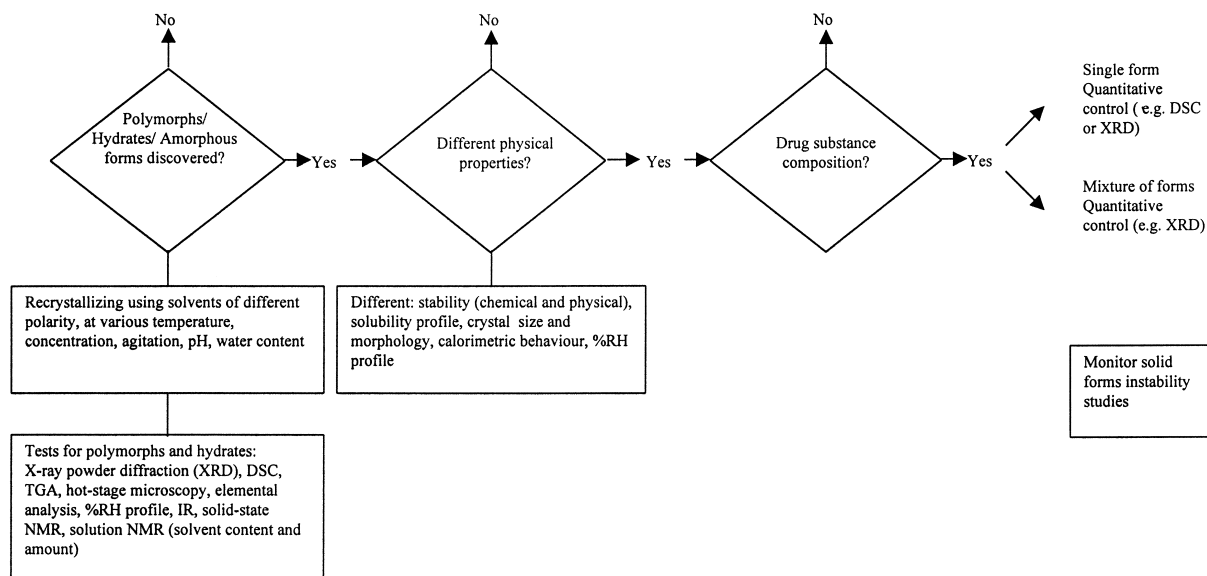 No
No
No
Polymorphs/
Hydrates/ Amorphous
forms discovered?
Yes
Different physical
properties?
Yes
Drug substance
composition?
Yes
Single form
Quantitative
control ( e.g. DSC
or XRD)
Mixture of forms
Quantitative
control (e.g. XRD)
Recrystallizing using solvents of different
polarity, at various temperature,
concentration, agitation, pH, water content
Different: stability (chemical and physical),
solubility profile, crystal size and
morphology, calorimetric behaviour, %RH
profile
Monitor solid
forms instability
studies
Tests for polymorphs and hydrates:
X-ray powder diffraction (XRD), DSC,
TGA, hot-stage microscopy, elemental
analysis, %RH profile, IR, solid-state
NMR, solution NMR (solvent content and
amount)